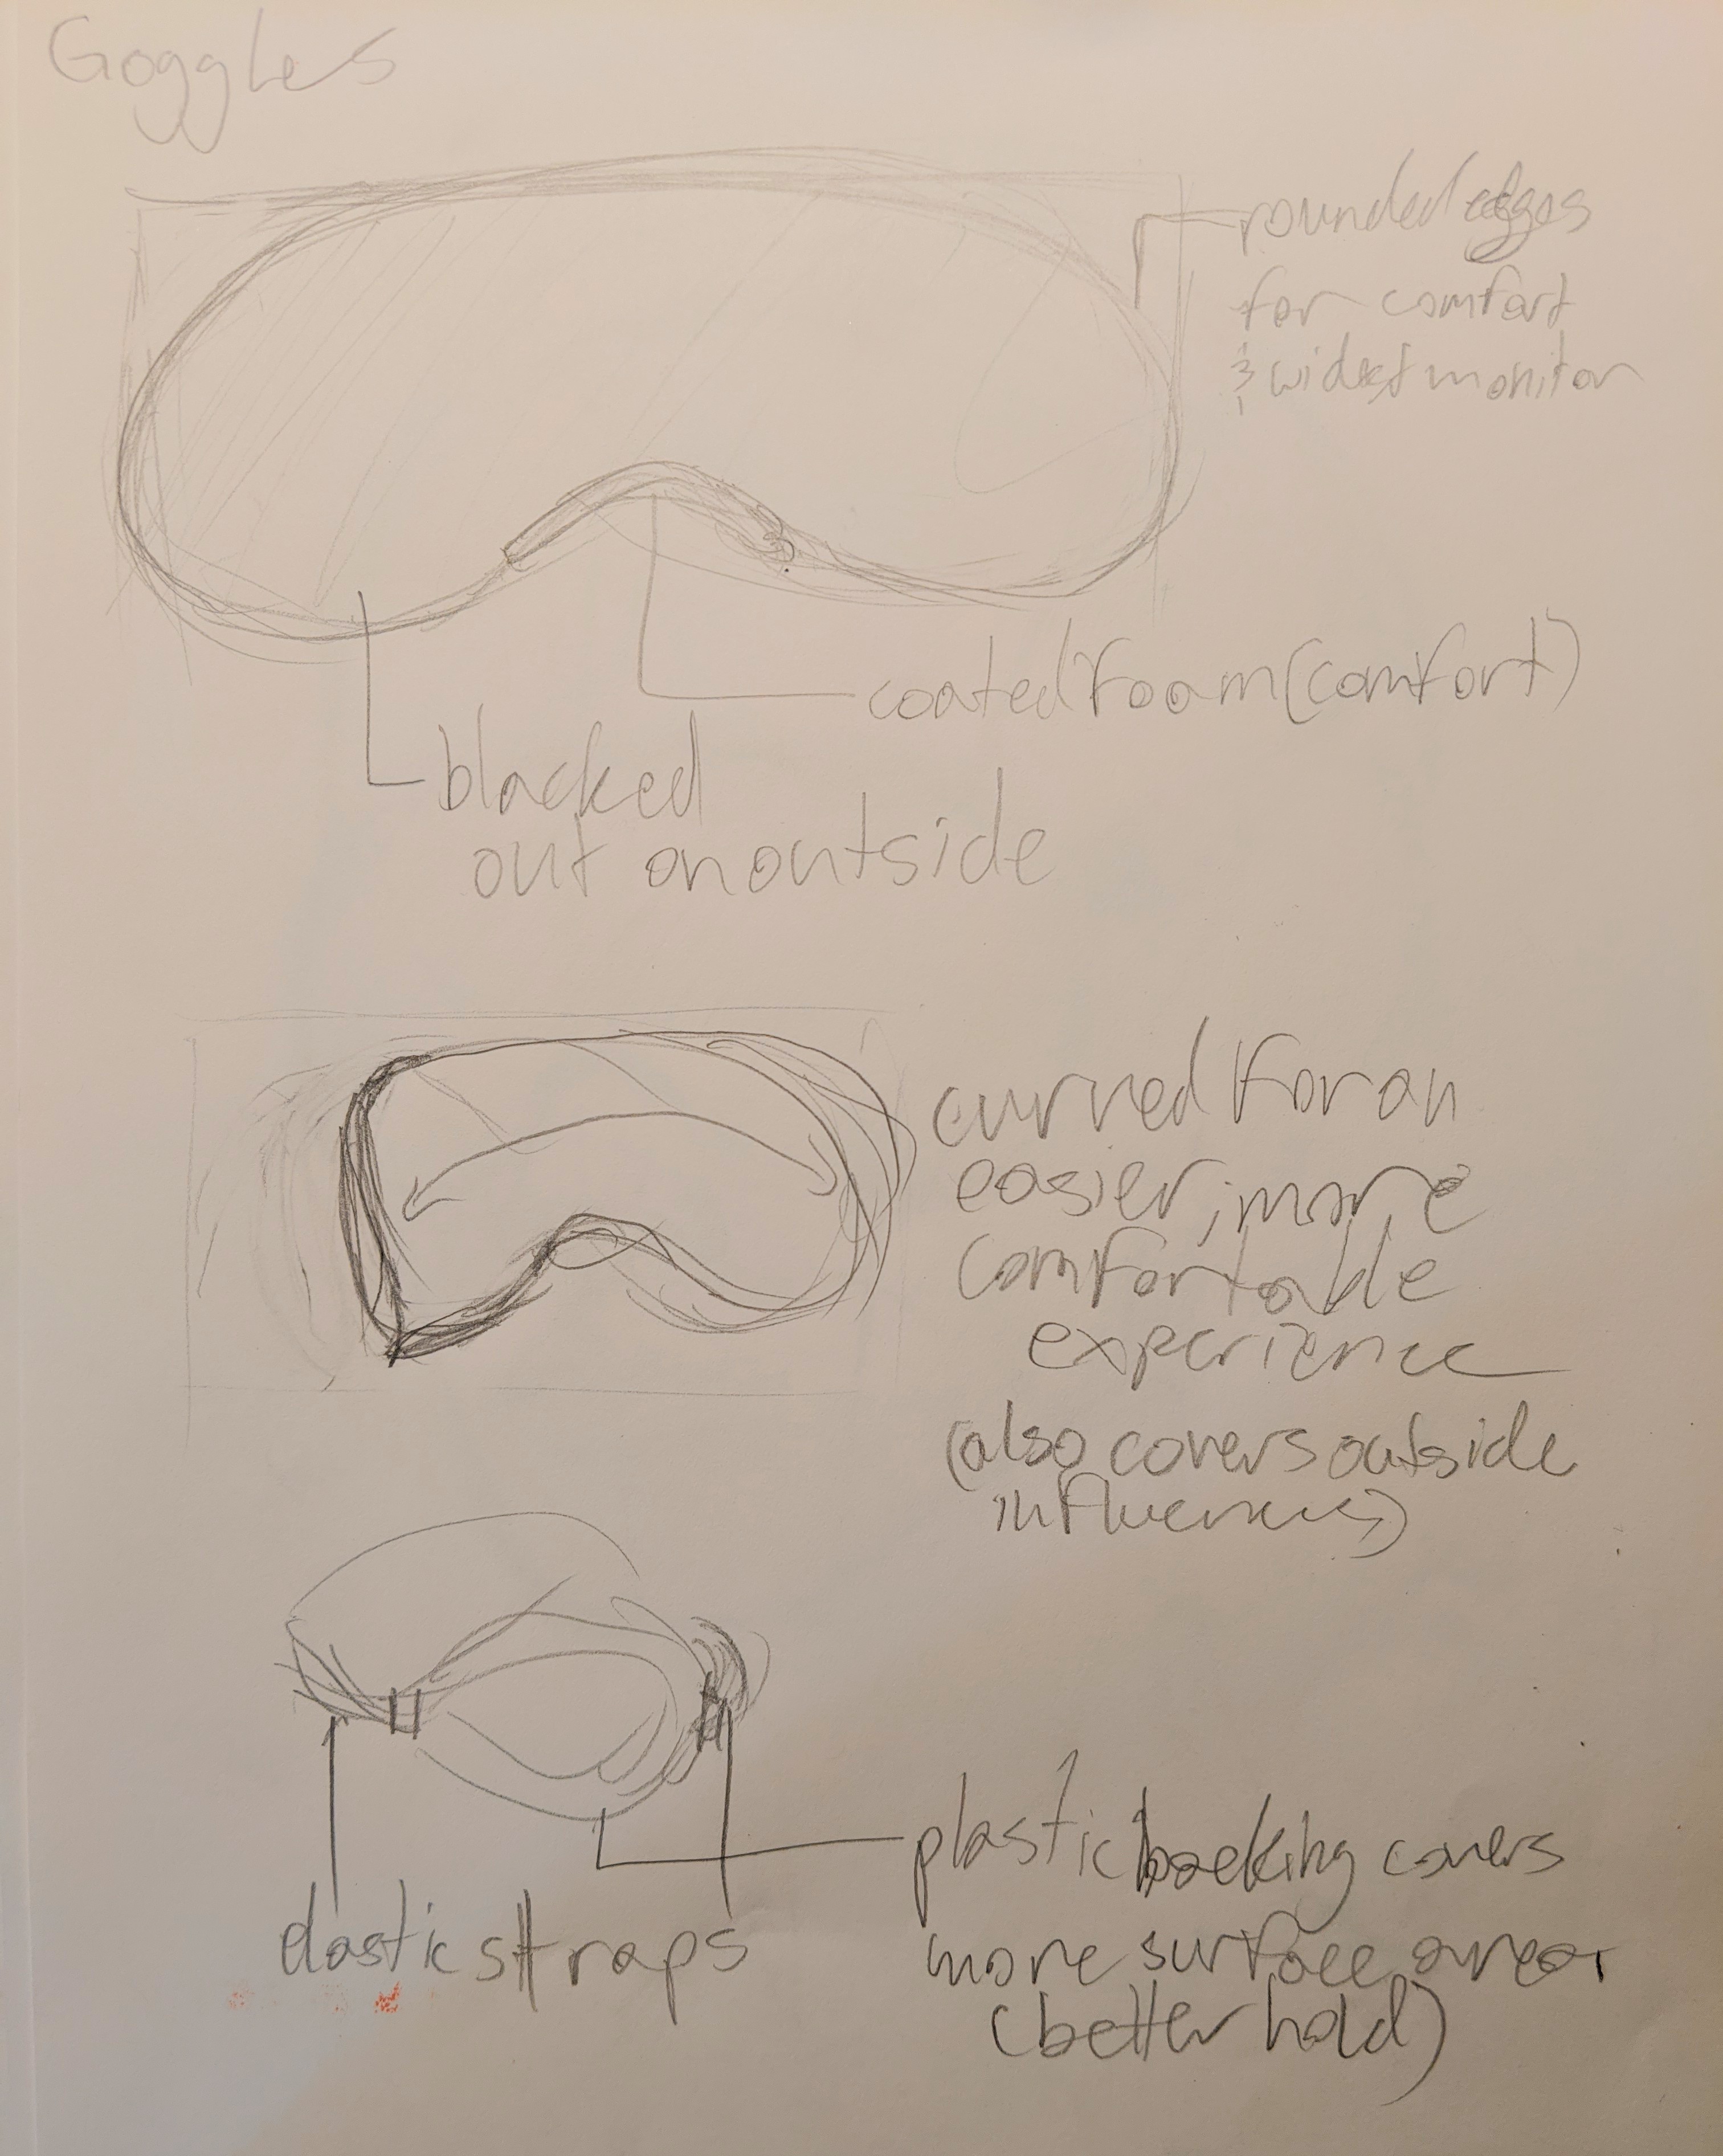 Goggles
rounded edges
for comfort
& widest monitor
coated foam (comfort)
blacked
out on outside
curved for an
easier, more
comfortable
experience
(also covers outside
influences)
plastic backing covers
more surface area
(better hold)
elastic straps